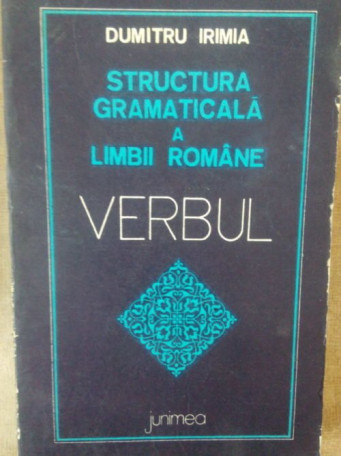 DUMITRU IRIMIA
STRUCTURA
GRAMATICALĂ
A
LIMBII ROMÂNE
VERBUL
junimea